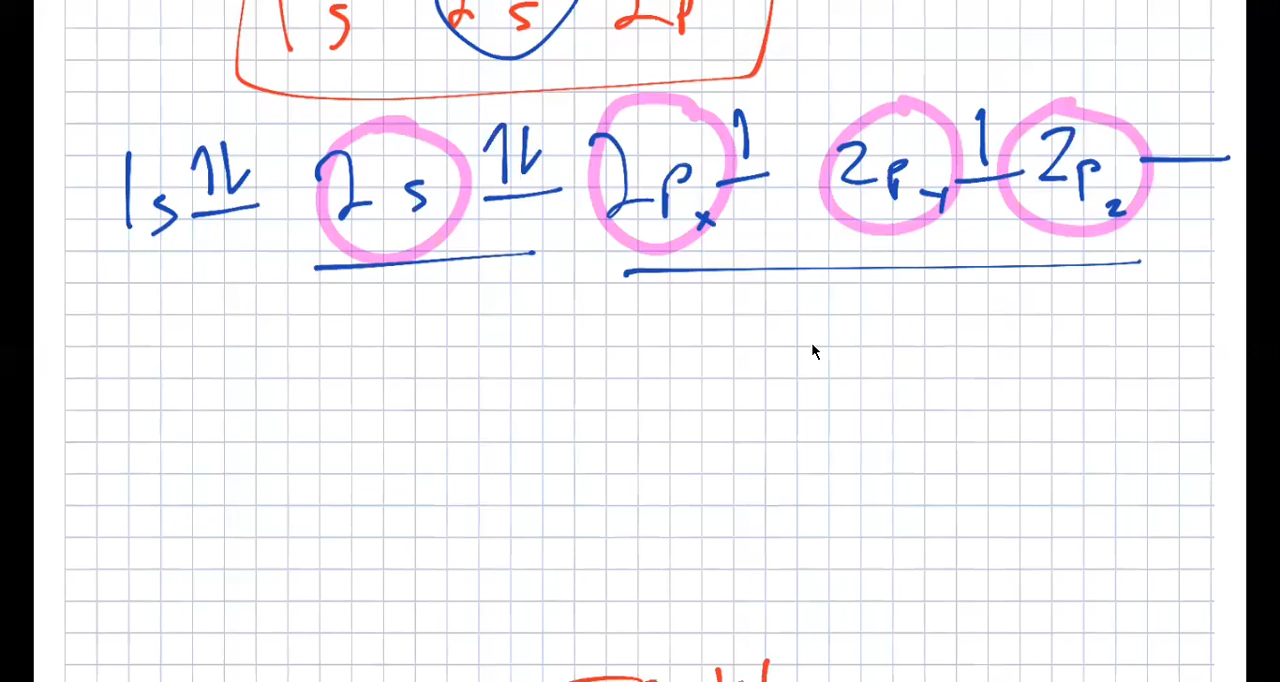 1s 2s 2p
1s ↿⇂ 2s ↿⇂ 2px ↿ 2py ↿ 2pz